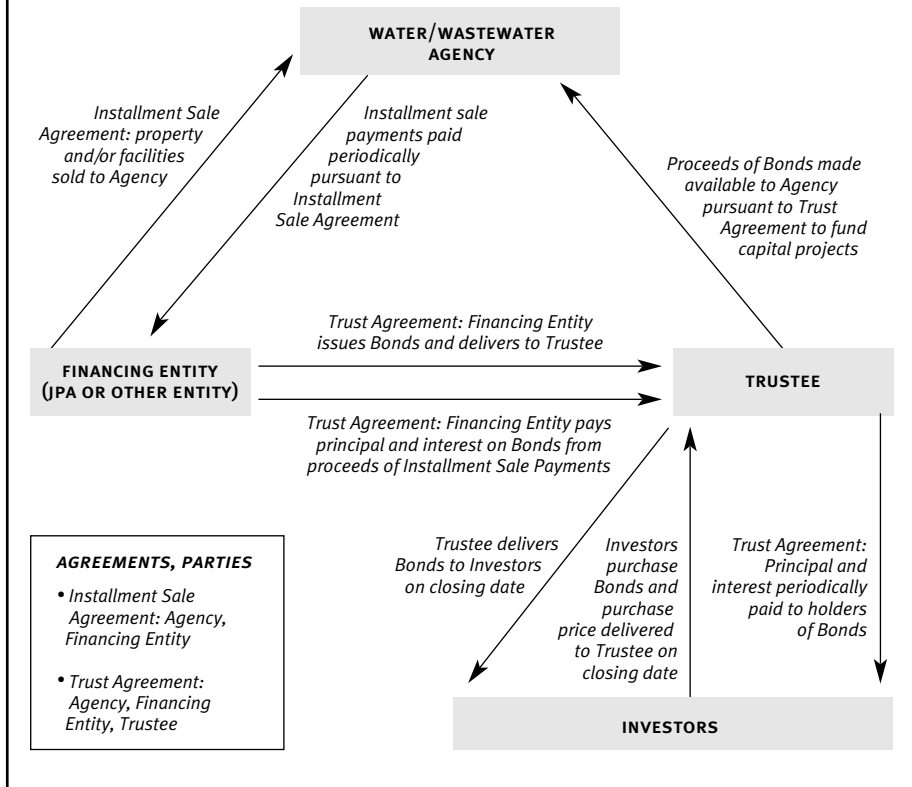 WATER/WASTEWATER
AGENCY
Installment Sale
Agreement: property
and/or facilities
sold to Agency
Installment sale
payments paid
periodically
pursuant to
Installment
Sale Agreement
Proceeds of Bonds made
available to Agency
pursuant to Trust
Agreement to fund
capital projects
Trust Agreement: Financing Entity
issues Bonds and delivers to Trustee
FINANCING ENTITY
(JPA OR OTHER ENTITY)
TRUSTEE
Trust Agreement: Financing Entity pays
principal and interest on Bonds from
proceeds of Installment Sale Payments
Trustee delivers
Bonds to Investors
on closing date
Investors
purchase
Bonds and
purchase
price delivered
to Trustee on
closing date
Trust Agreement:
Principal and
interest periodically
paid to holders
of Bonds
AGREEMENTS, PARTIES
• Installment Sale
Agreement: Agency,
Financing Entity
• Trust Agreement:
Agency, Financing
Entity, Trustee
INVESTORS